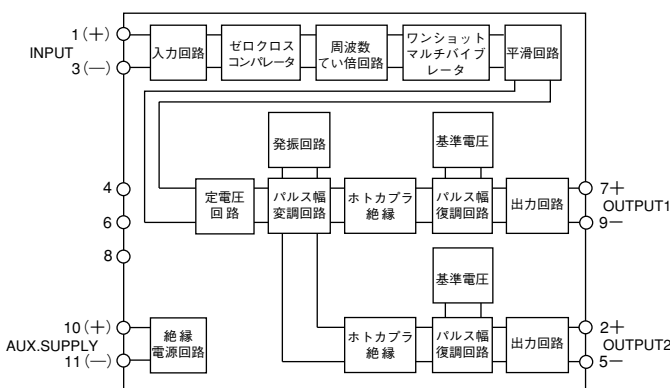 1(+)
INPUT
3(—)
入力回路
ゼロクロス
コンパレータ
周波数
てい倍回路
ワンショット
マルチバイブ
レータ
平滑回路
発振回路
基準電圧
4
6
8
定電圧
回路
パルス幅
変調回路
ホトカプラ
絶縁
パルス幅
復調回路
出力回路
7+
OUTPUT1
9—
基準電圧
10(+)
AUX.SUPPLY
11(—)
絶縁
電源回路
ホトカプラ
絶縁
パルス幅
復調回路
出力回路
2+
OUTPUT2
5—